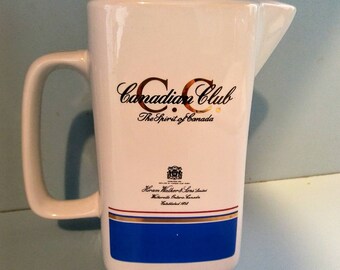 C.C.
Canadian Club
The Spirit of Canada
Hiram Walker & Sons Limited
Walkerville Ontario Canada
Established 1858